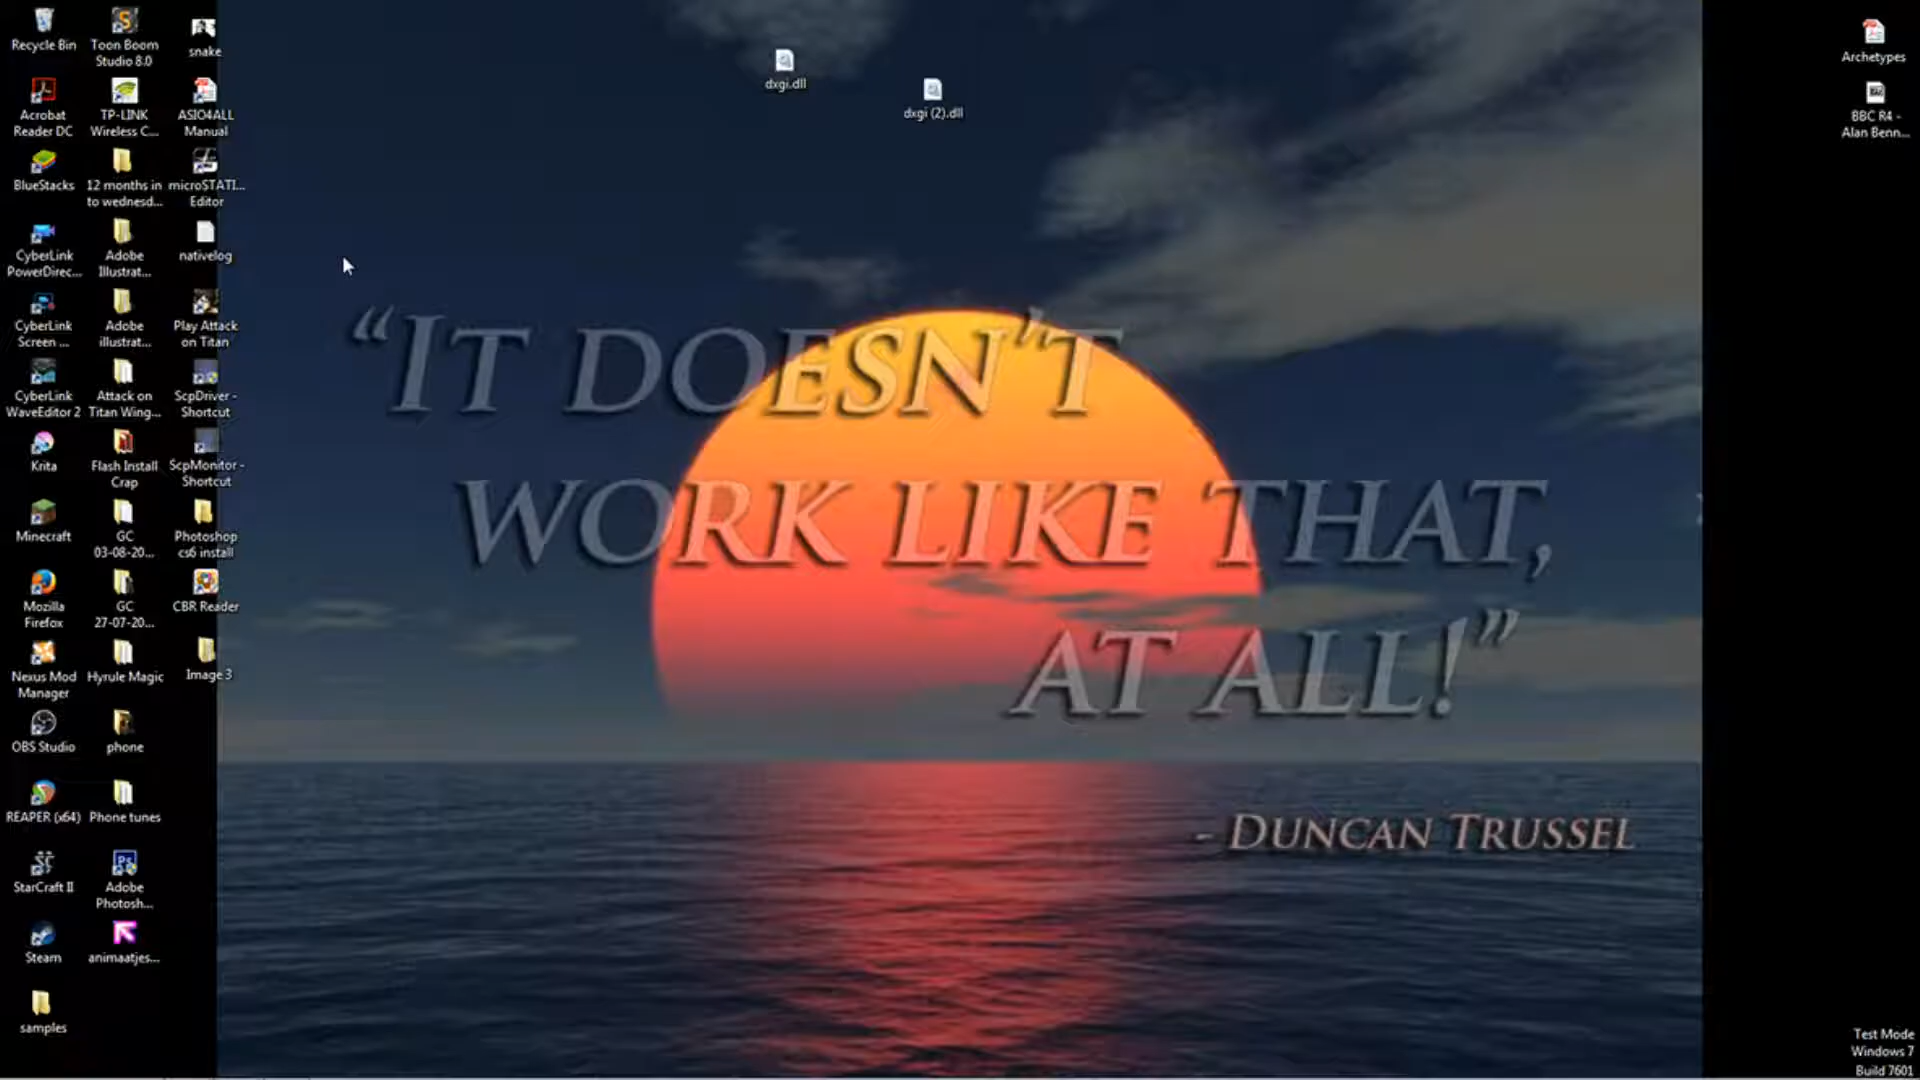 Recycle Bin
Toon Boom
Studio 8.0
snake
Acrobat
Reader DC
TP-LINK
Wireless C...
ASIO4ALL
Manual
BlueStacks
12 months in
to wednesd...
microSTATI...
Editor
CyberLink
PowerDirec...
Adobe
Illustrat...
nativelog
CyberLink
Screen ...
Adobe
illustrat...
Play Attack
on Titan
CyberLink
WaveEditor 2
Attack on
Titan Wing...
ScpDriver -
Shortcut
Krita
Flash Install
Crap
ScpMonitor -
Shortcut
Minecraft
GC
03-08-20...
Photoshop
cs6 install
Mozilla
Firefox
GC
27-07-20...
CBR Reader
Nexus Mod
Manager
Hyrule Magic
Image 3
OBS Studio
phone
REAPER (x64)
Phone tunes
StarCraft II
Adobe
Photosh...
Steam
animaatjes...
samples
dxgi.dll
dxgi (2).dll
Archetypes
BBC R4 -
Alan Benn...
“It doesn’t
work like that,
at all!”
- Duncan Trussel
Test Mode
Windows 7
Build 7601